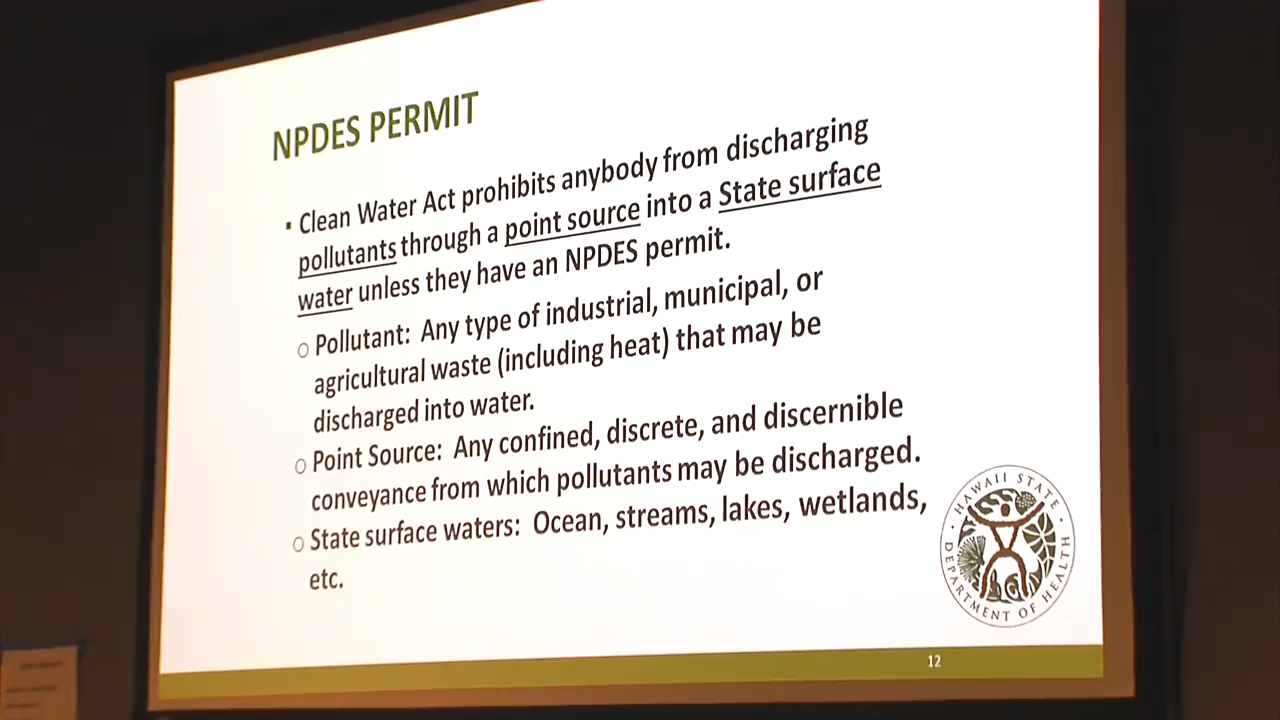 NPDES PERMIT
▪ Clean Water Act prohibits anybody from discharging
pollutants through a point source into a State surface
water unless they have an NPDES permit.
○ Pollutant: Any type of industrial, municipal, or
agricultural waste (including heat) that may be
discharged into water.
○ Point Source: Any confined, discrete, and discernible
conveyance from which pollutants may be discharged.
○ State surface waters: Ocean, streams, lakes, wetlands,
etc.
HAWAII STATE
DEPARTMENT OF HEALTH
12